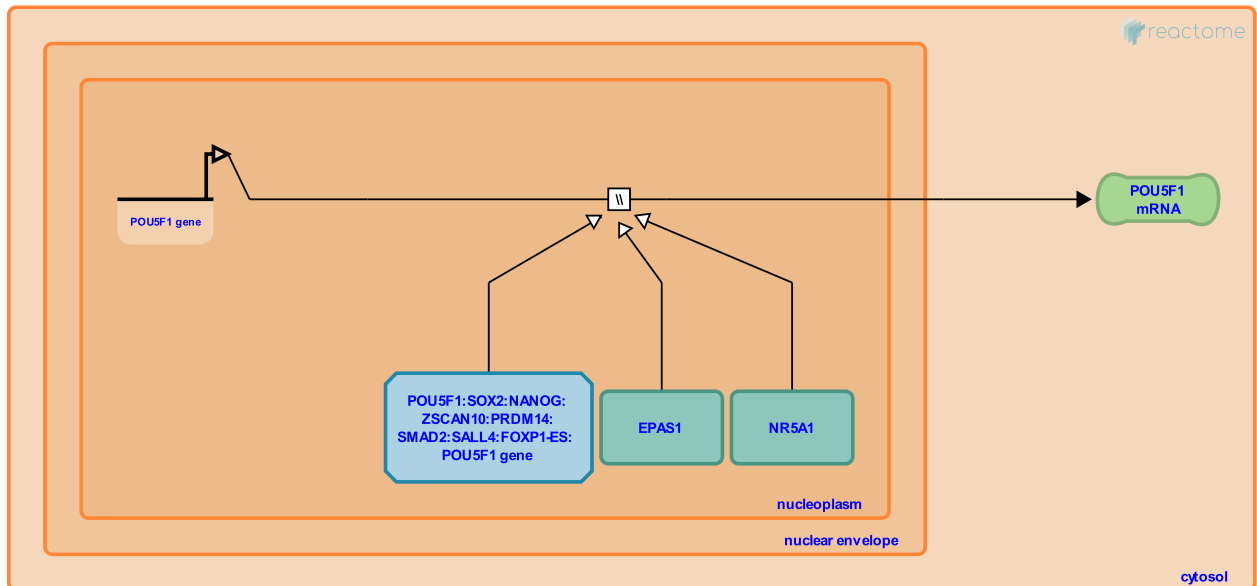 reactome
POU5F1 gene
\\
POU5F1
mRNA
POU5F1:SOX2:NANOG:
ZSCAN10:PRDM14:
SMAD2:SALL4:FOXP1-ES:
POU5F1 gene
EPAS1
NR5A1
nucleoplasm
nuclear envelope
cytosol